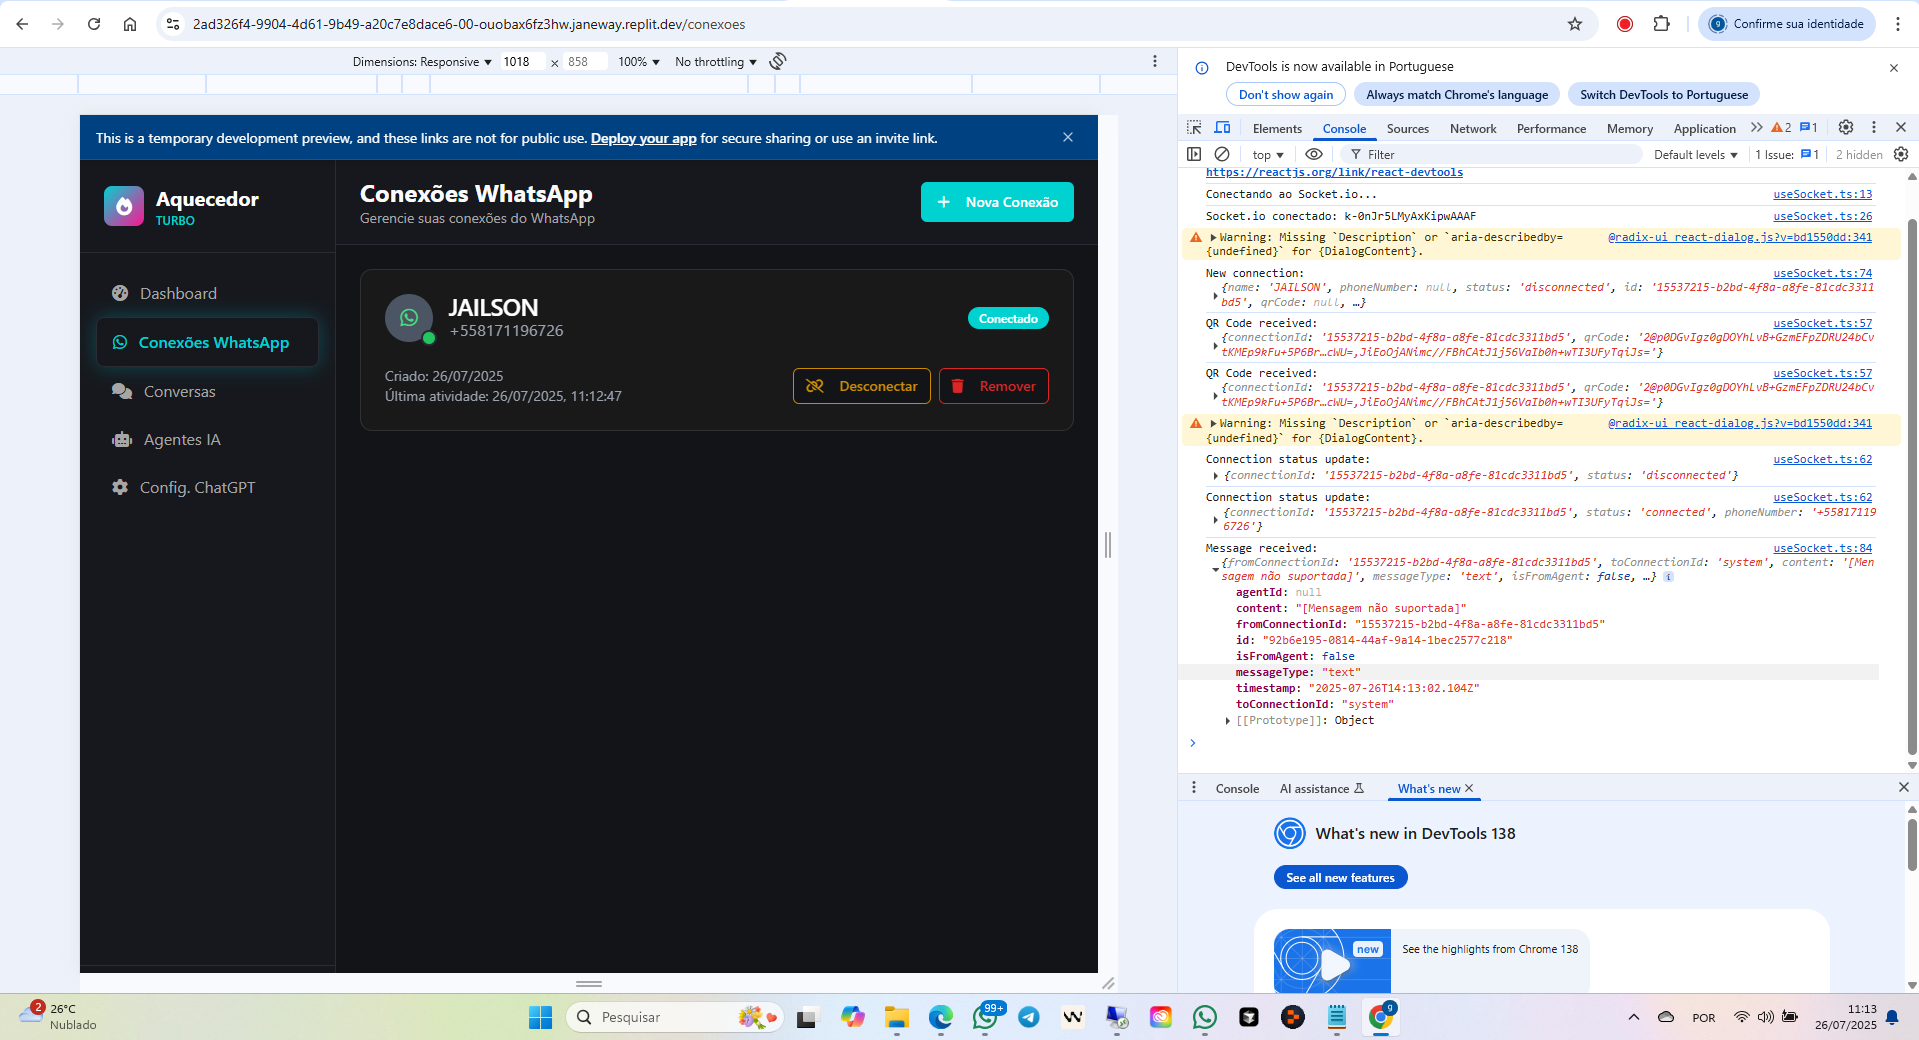 2ad326f4-9904-4d61-9b49-a20c7e8dace6-00-ouobax6fz3hw.janeway.replit.dev/conexoes
Confirme sua identidade
Dimensions: Responsive 1018 × 858 100% No throttling
This is a temporary development preview, and these links are not for public use. Deploy your app for secure sharing or use an invite link.
Aquecedor
TURBO
Dashboard
Conexões WhatsApp
Conversas
Agentes IA
Config. ChatGPT
Conexões WhatsApp
Gerencie suas conexões do WhatsApp
+ Nova Conexão
JAILSON
+558171196726
Conectado
Criado: 26/07/2025
Última atividade: 26/07/2025, 11:12:47
Desconectar
Remover
DevTools is now available in Portuguese
Don't show again
Always match Chrome's language
Switch DevTools to Portuguese
Elements Console Sources Network Performance Memory Application 2 1
top Filter Default levels 1 Issue: 1 2 hidden
https://reactjs.org/link/react-devtools
Conectando ao Socket.io... useSocket.ts:13
Socket.io conectado: k-0nJr5LMyAxKipwAAAF useSocket.ts:26
Warning: Missing `Description` or `aria-describedby= @radix-ui_react-dialog.js?v=bd1550dd:341
{undefined}` for {DialogContent}.
New connection: useSocket.ts:74
{name: 'JAILSON', phoneNumber: null, status: 'disconnected', id: '15537215-b2bd-4f8a-a8fe-81cdc3311
bd5', qrCode: null, …}
QR Code received: useSocket.ts:57
{connectionId: '15537215-b2bd-4f8a-a8fe-81cdc3311bd5', qrCode: '2@p0DGvIgz0gDOYhLvB+GzmEFpZDRU24bCv
tKMEp9kFu+5P6Br…cWU=,JiEoOjANimc//FBhCAtJ1j56VaIb0h+wTI3UFyTqiJs='}
QR Code received: useSocket.ts:57
{connectionId: '15537215-b2bd-4f8a-a8fe-81cdc3311bd5', qrCode: '2@p0DGvIgz0gDOYhLvB+GzmEFpZDRU24bCv
tKMEp9kFu+5P6Br…cWU=,JiEoOjANimc//FBhCAtJ1j56VaIb0h+wTI3UFyTqiJs='}
Warning: Missing `Description` or `aria-describedby= @radix-ui_react-dialog.js?v=bd1550dd:341
{undefined}` for {DialogContent}.
Connection status update: useSocket.ts:62
{connectionId: '15537215-b2bd-4f8a-a8fe-81cdc3311bd5', status: 'disconnected'}
Connection status update: useSocket.ts:62
{connectionId: '15537215-b2bd-4f8a-a8fe-81cdc3311bd5', status: 'connected', phoneNumber: '+55817119
6726'}
Message received: useSocket.ts:84
{fromConnectionId: '15537215-b2bd-4f8a-a8fe-81cdc3311bd5', toConnectionId: 'system', content: '[Men
sagem não suportada]', messageType: 'text', isFromAgent: false, …}
agentId: null
content: "[Mensagem não suportada]"
fromConnectionId: "15537215-b2bd-4f8a-a8fe-81cdc3311bd5"
id: "92b6e195-0814-44af-9a14-1bec2577c218"
isFromAgent: false
messageType: "text"
timestamp: "2025-07-26T14:13:02.104Z"
toConnectionId: "system"
[[Prototype]]: Object
Console AI assistance What's new
What's new in DevTools 138
See all new features
new
See the highlights from Chrome 138
2
26°C
Nublado
Pesquisar
99+
POR
11:13
26/07/2025